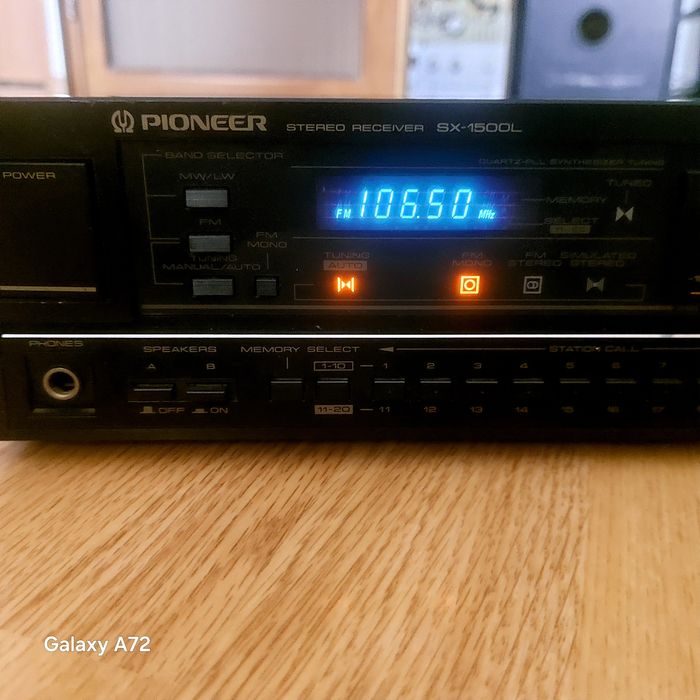 PIONEER STEREO RECEIVER SX-1500L
BAND SELECTOR
QUARTZ-PLL SYNTHESIZER TUNING
POWER
MW/LW
TUNED
FM 106.50 MHz
MEMORY
SELECT
11-20
FM
FM MONO
TUNING
MANUAL/AUTO
TUNING
AUTO
FM
MONO
FM
STEREO
SIMULATED
STEREO
PHONES
SPEAKERS
MEMORY SELECT
STATION CALL
A B
1-10 1 2 3 4 5 6 7
OFF ON
11-20 11 12 13 14 15 16 17
Galaxy A72